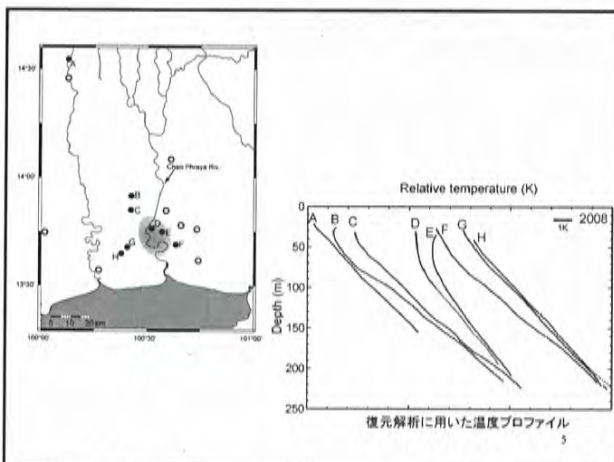 14°30'
14°00'
13°30'
A
Chao Phraya Riv.
B
C
D
E
F
G
H
0 10 20 km
100°00' 100°30' 101°00'
Relative temperature (K)
0
50
100
150
200
250
Depth (m)
A B C D E F G H
2008
1K
復元解析に用いた温度プロファイル
5